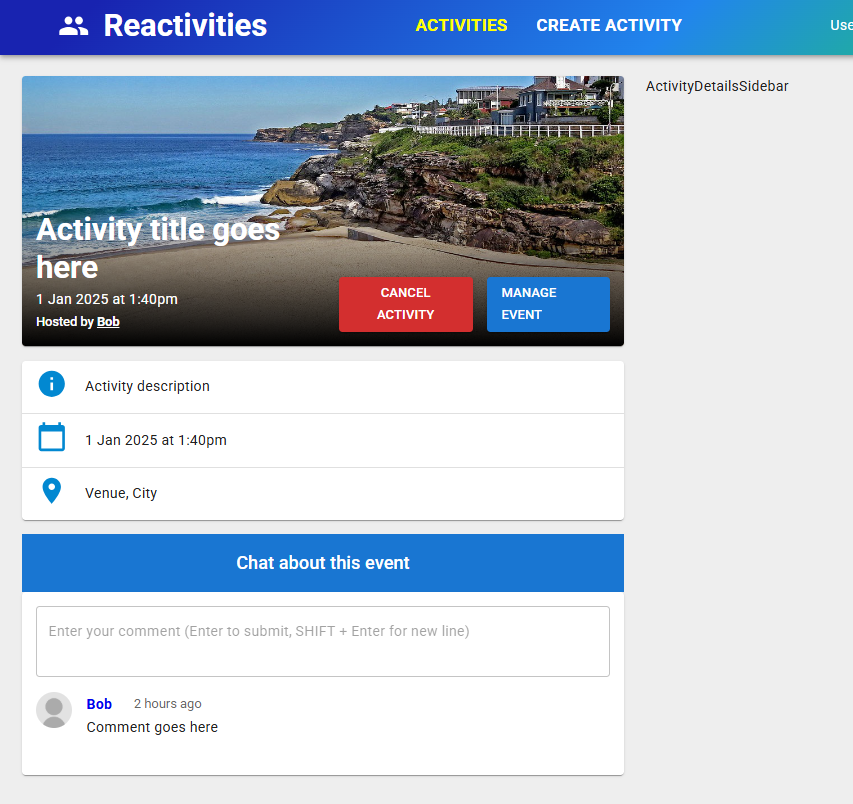 Reactivities
ACTIVITIES
CREATE ACTIVITY
ActivityDetailsSidebar
Activity title goes
here
1 Jan 2025 at 1:40pm
Hosted by Bob
CANCEL
ACTIVITY
MANAGE
EVENT
Activity description
1 Jan 2025 at 1:40pm
Venue, City
Chat about this event
Enter your comment (Enter to submit, SHIFT + Enter for new line)
Bob 2 hours ago
Comment goes here